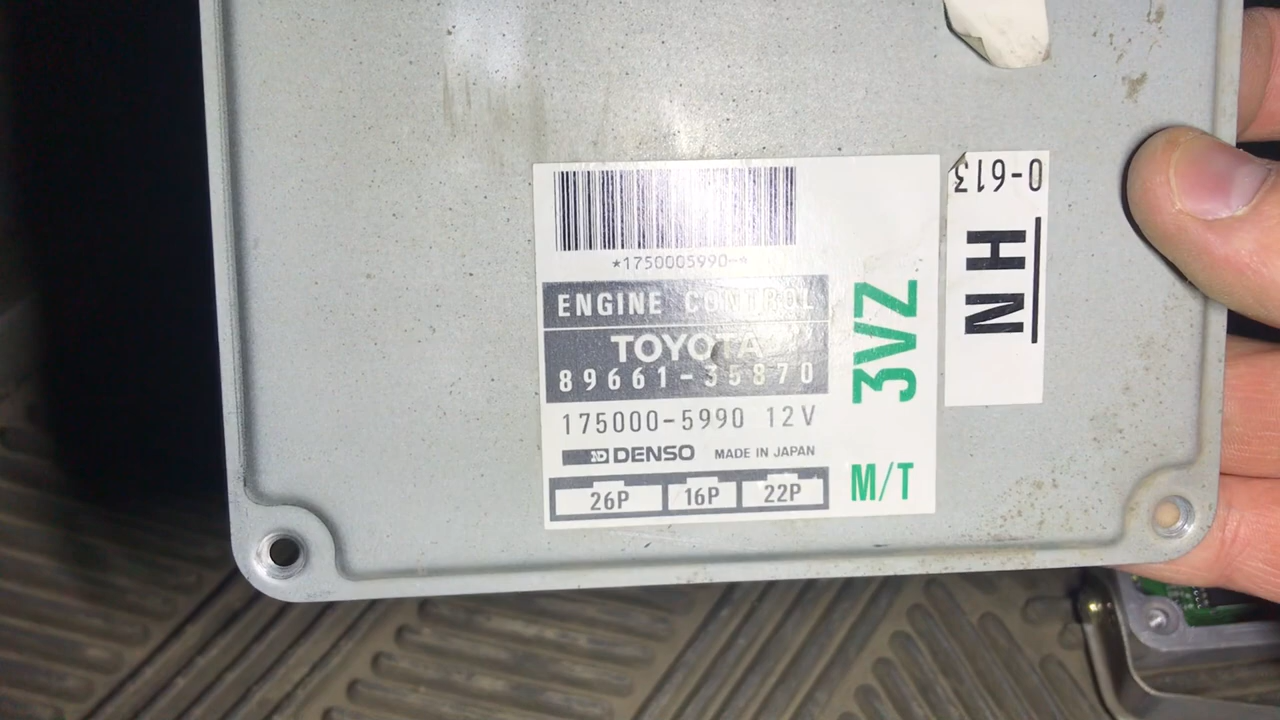 *1750005990-*
ENGINE CONTROL
TOYOTA
89661-35870
175000-5990 12V
DENSO MADE IN JAPAN
26P 16P 22P
3VZ
M/T
0-613
HN